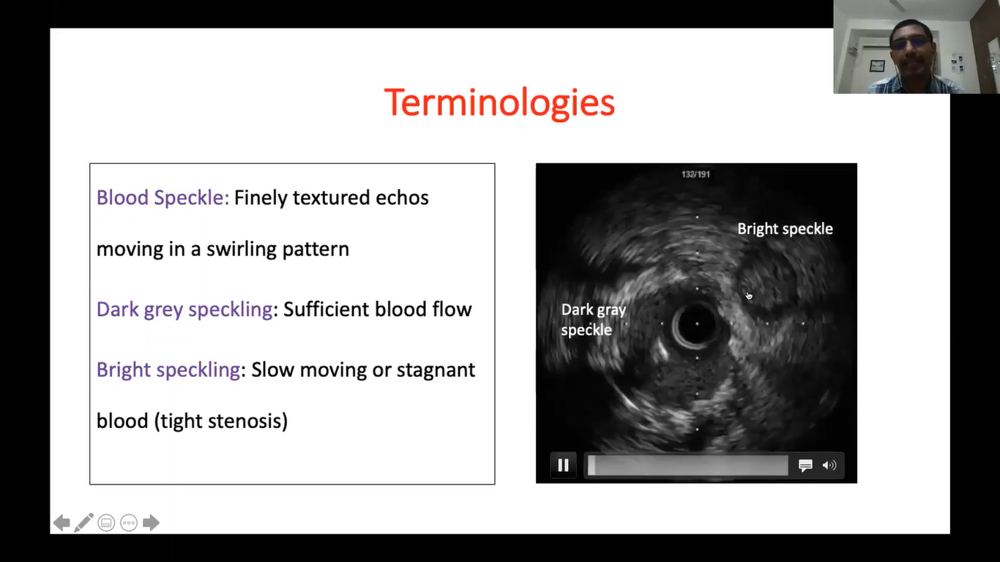 Terminologies
Blood Speckle: Finely textured echos
moving in a swirling pattern
Dark grey speckling: Sufficient blood flow
Bright speckling: Slow moving or stagnant
blood (tight stenosis)
132/191
Bright speckle
Dark gray
speckle